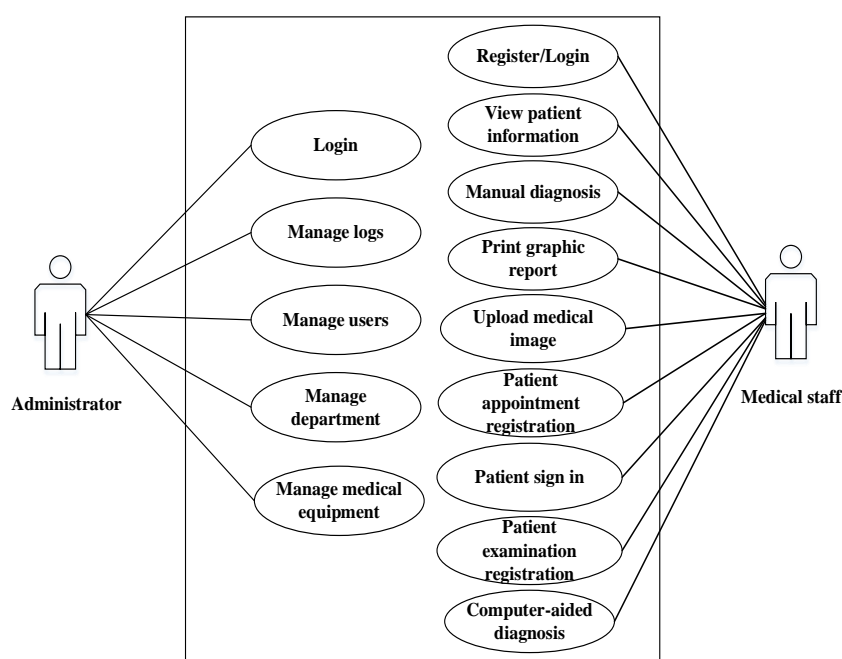 Register/Login
View patient
information
Login
Manual diagnosis
Manage logs
Print graphic
report
Manage users
Upload medical
image
Administrator
Manage
department
Patient
appointment
registration
Medical staff
Manage medical
equipment
Patient sign in
Patient
examination
registration
Computer-aided
diagnosis